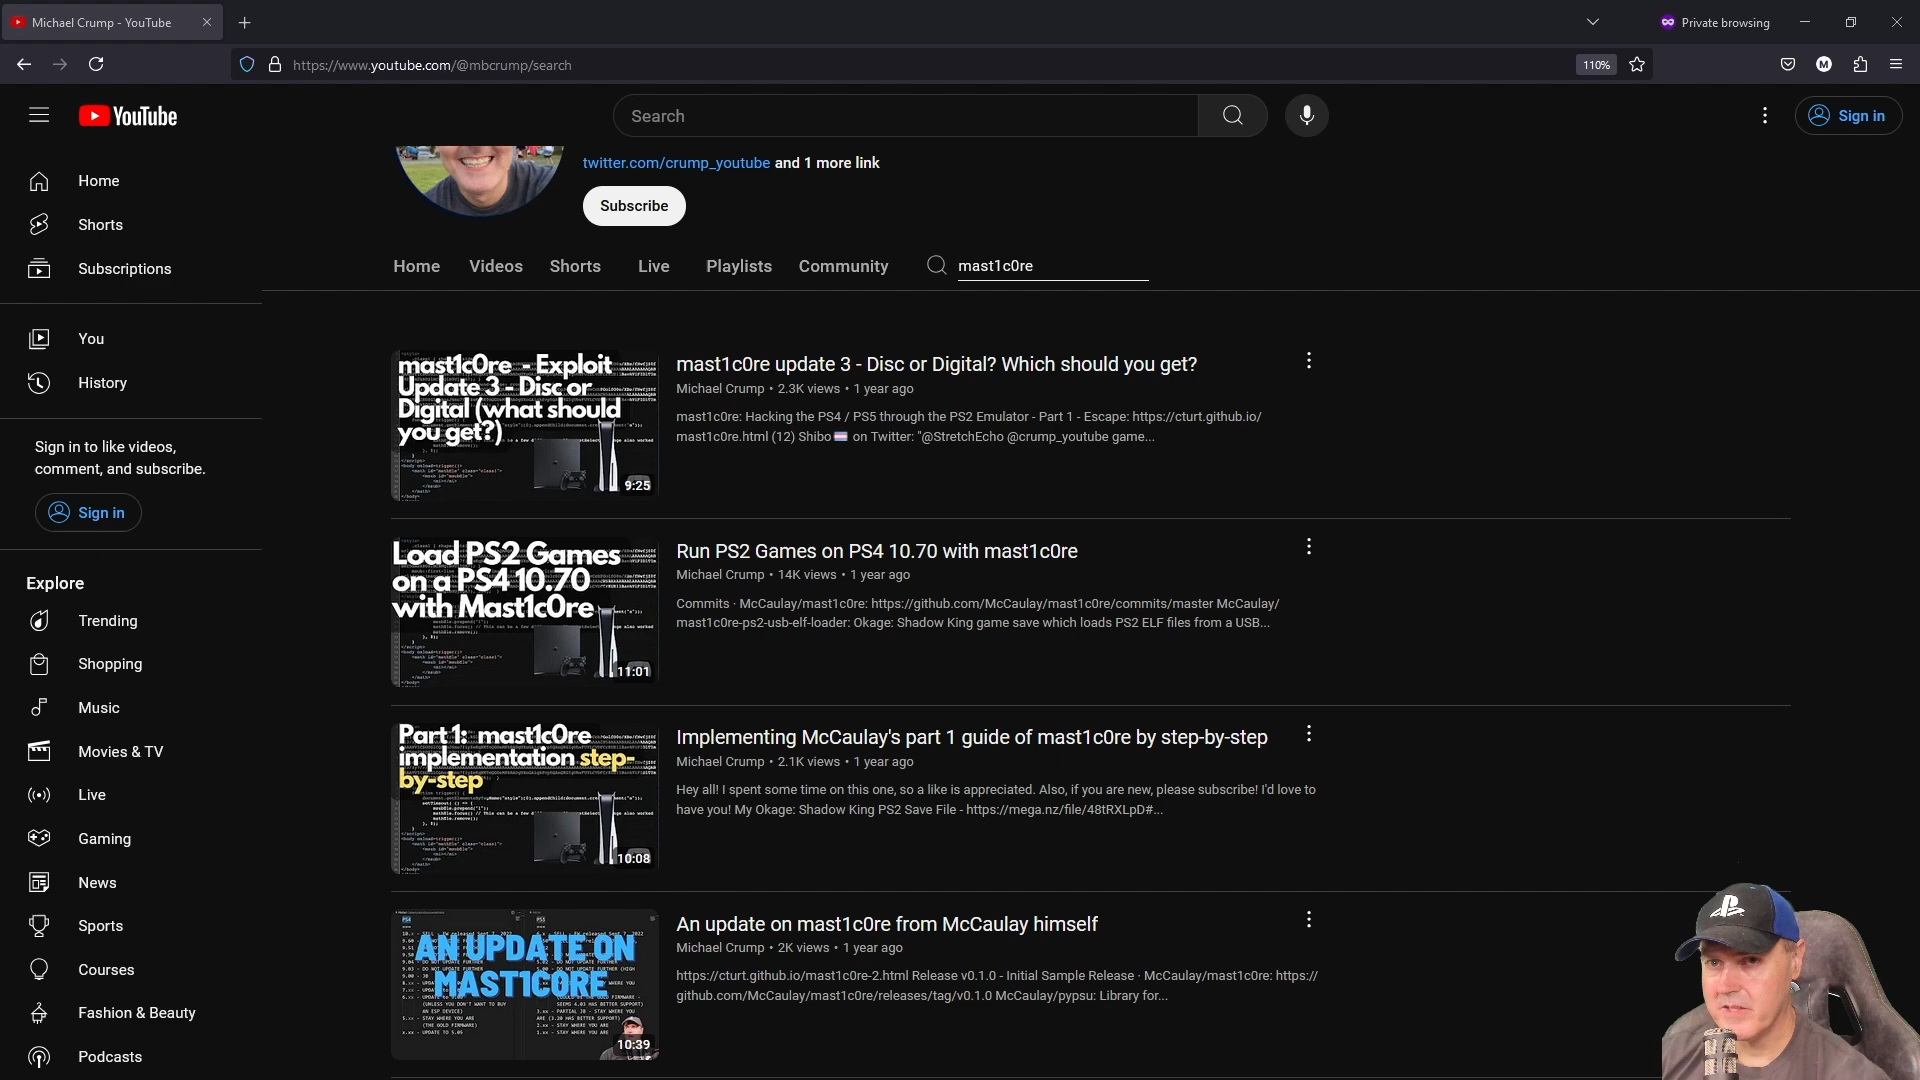 Michael Crump - YouTube
Private browsing
https://www.youtube.com/@mbcrump/search
110%
M
YouTube
Search
Sign in
Home
Shorts
Subscriptions
You
History
Sign in to like videos,
comment, and subscribe.
Sign in
Explore
Trending
Shopping
Music
Movies & TV
Live
Gaming
News
Sports
Courses
Fashion & Beauty
Podcasts
twitter.com/crump_youtube and 1 more link
Subscribe
Home Videos Shorts Live Playlists Community mast1c0re
mast1c0re - Exploit
Update 3 - Disc or
Digital (what should
you get?)
9:25
mast1c0re update 3 - Disc or Digital? Which should you get?
Michael Crump • 2.3K views • 1 year ago
mast1c0re: Hacking the PS4 / PS5 through the PS2 Emulator - Part 1 - Escape: https://cturt.github.io/
mast1c0re.html (12) Shibo on Twitter: "@StretchEcho @crump_youtube game...
Load PS2 Games
on a PS4 10.70
with Mast1c0re
11:01
Run PS2 Games on PS4 10.70 with mast1c0re
Michael Crump • 14K views • 1 year ago
Commits · McCaulay/mast1c0re: https://github.com/McCaulay/mast1c0re/commits/master McCaulay/
mast1c0re-ps2-usb-elf-loader: Okage: Shadow King game save which loads PS2 ELF files from a USB...
Part 1: mast1c0re
implementation step-
by-step
10:08
Implementing McCaulay's part 1 guide of mast1c0re by step-by-step
Michael Crump • 2.1K views • 1 year ago
Hey all! I spent some time on this one, so a like is appreciated. Also, if you are new, please subscribe! I'd love to
have you! My Okage: Shadow King PS2 Save File - https://mega.nz/file/48tRXLpD#...
AN UPDATE ON
MAST1C0RE
10:39
An update on mast1c0re from McCaulay himself
Michael Crump • 2K views • 1 year ago
https://cturt.github.io/mast1c0re-2.html Release v0.1.0 - Initial Sample Release · McCaulay/mast1c0re: https://
github.com/McCaulay/mast1c0re/releases/tag/v0.1.0 McCaulay/pypsu: Library for...